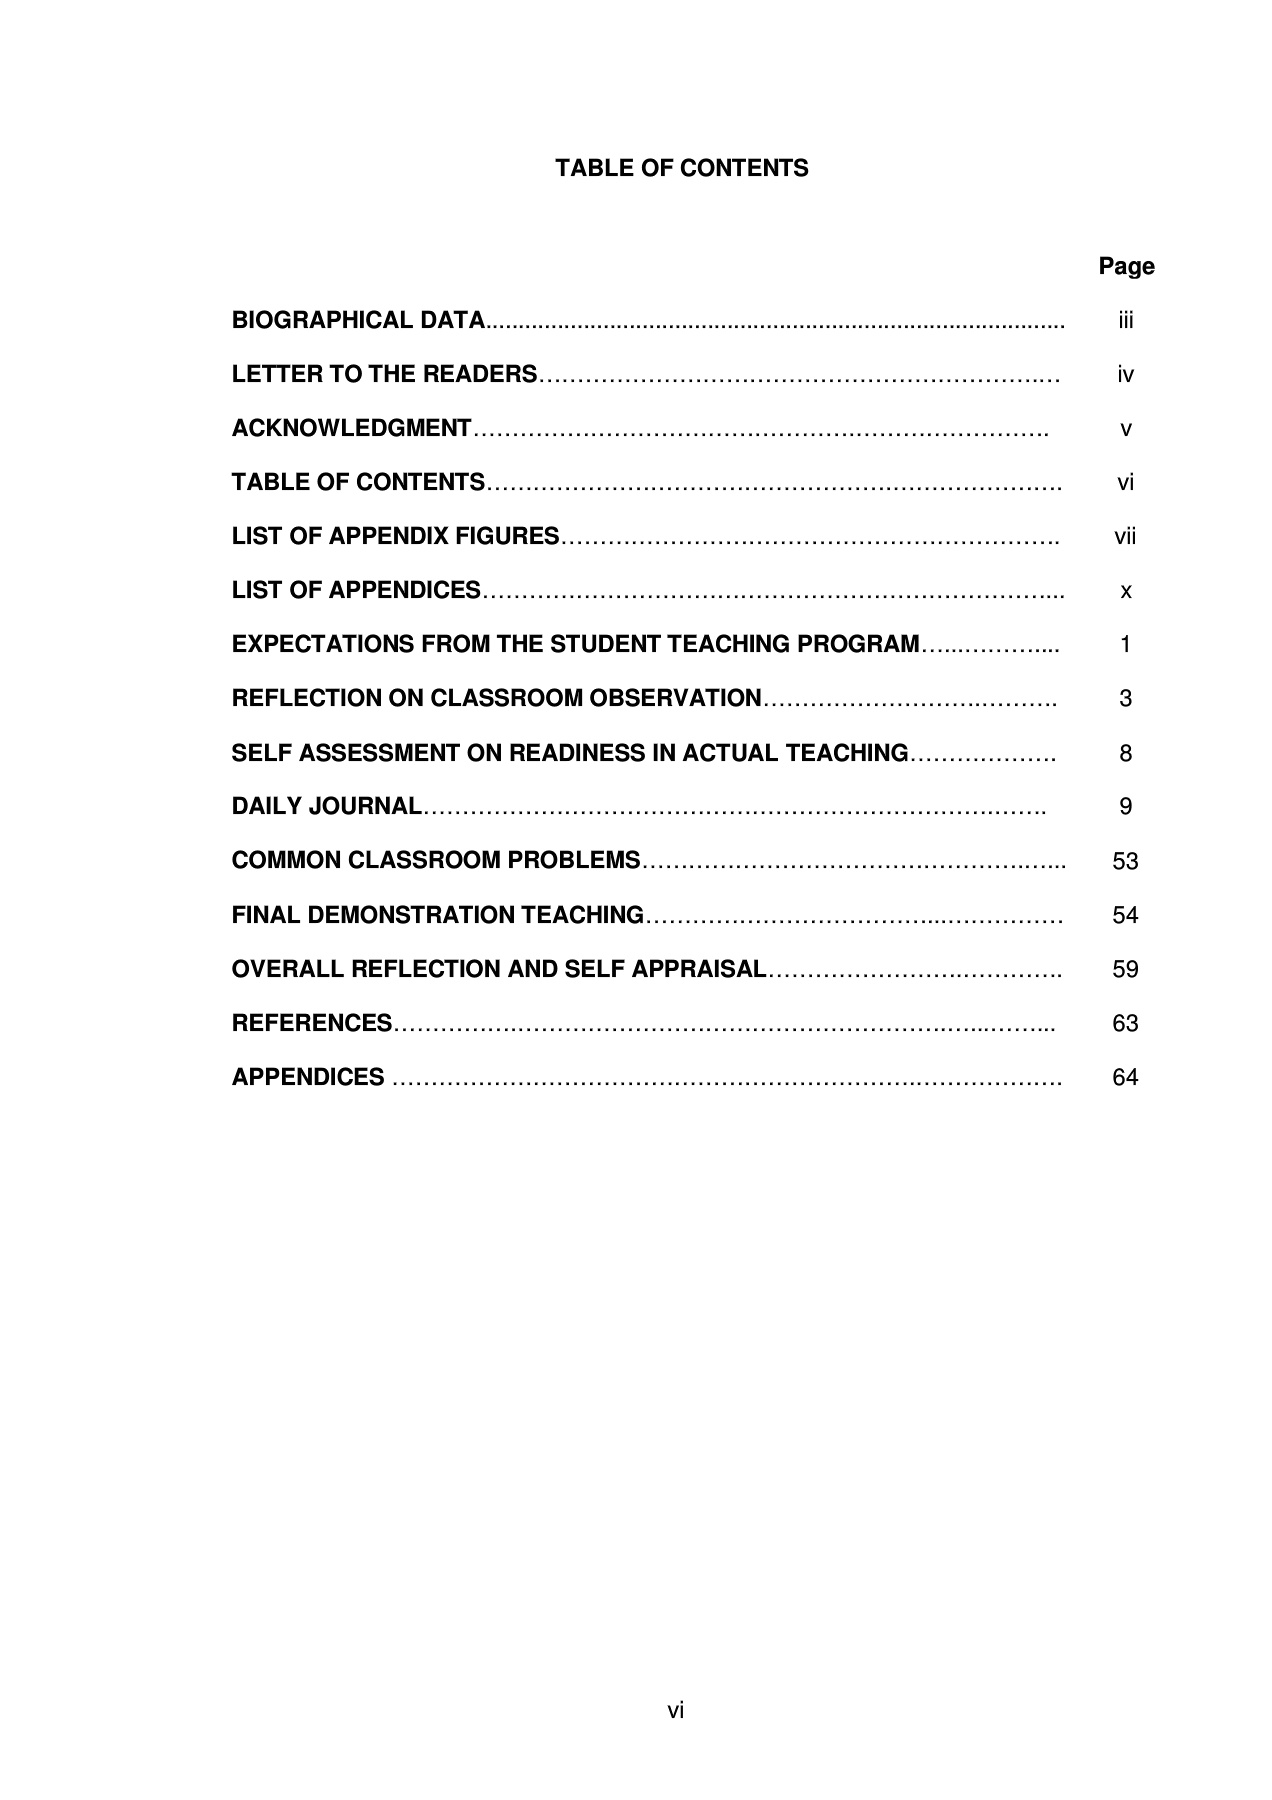 TABLE OF CONTENTS
Page
BIOGRAPHICAL DATA.......................................................................................... iii
LETTER TO THE READERS…………………………………………………………… iv
ACKNOWLEDGMENT…………………………………………………………………. v
TABLE OF CONTENTS………………………………………………………………… vi
LIST OF APPENDIX FIGURES………………………………………………………. vii
LIST OF APPENDICES………………………………………………………………... x
EXPECTATIONS FROM THE STUDENT TEACHING PROGRAM…...………... 1
REFLECTION ON CLASSROOM OBSERVATION……………………….………. 3
SELF ASSESSMENT ON READINESS IN ACTUAL TEACHING………………. 8
DAILY JOURNAL………………………………………………………………………. 9
COMMON CLASSROOM PROBLEMS……………………………………………... 53
FINAL DEMONSTRATION TEACHING………………………………...…………… 54
OVERALL REFLECTION AND SELF APPRAISAL…………………….…………. 59
REFERENCES……………………………………………………………….…...……... 63
APPENDICES …………………………………………………………….………………. 64
vi